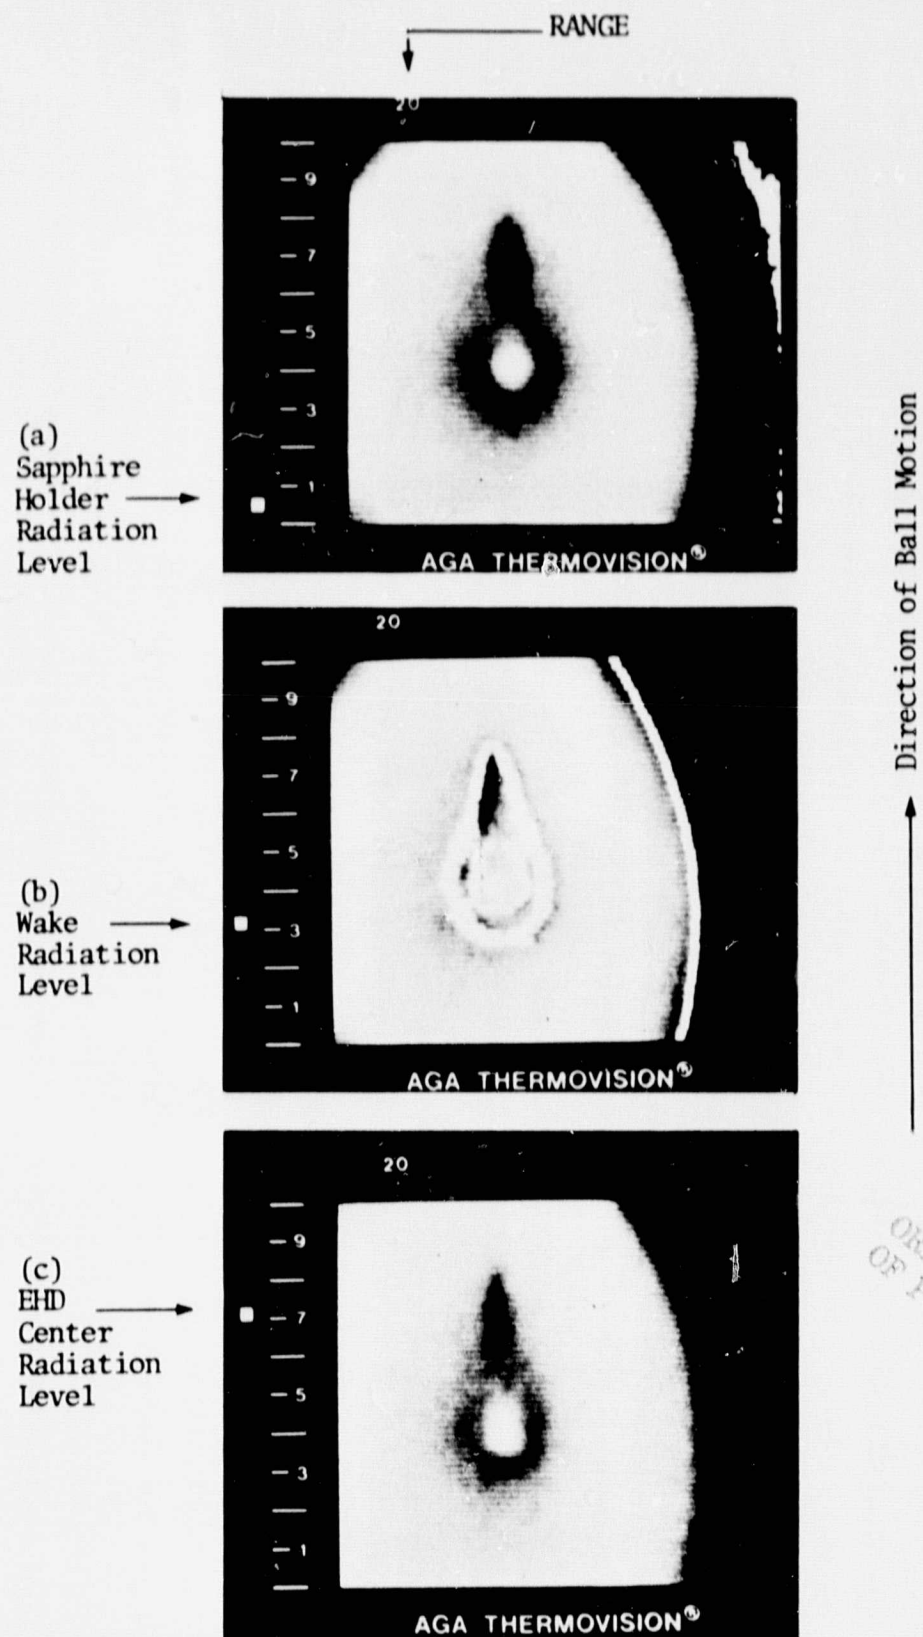 RANGE
20
9
7
5
3
1
AGA THERMOVISION®
(a)
Sapphire
Holder
Radiation
Level
20
9
7
5
3
1
AGA THERMOVISION®
(b)
Wake
Radiation
Level
20
9
7
5
3
1
AGA THERMOVISION®
(c)
EHD
Center
Radiation
Level
Direction of Ball Motion